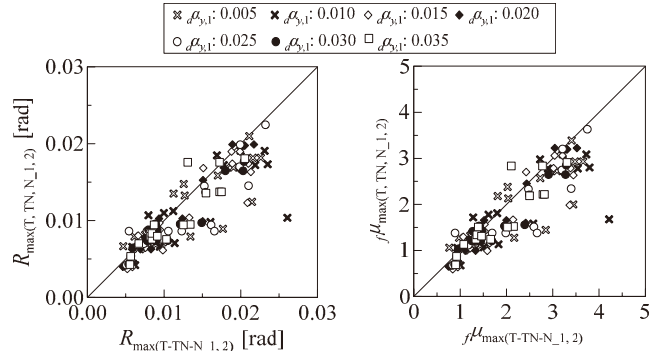 dαy,1: 0.005 dαy,1: 0.010 dαy,1: 0.015 dαy,1: 0.020
dαy,1: 0.025 dαy,1: 0.030 dαy,1: 0.035
Rmax(T, TN, N_1, 2) [rad]
0.03
0.02
0.01
0.00
0.00 0.01 0.02 0.03
Rmax(T-TN-N_1, 2) [rad]
fμmax(T, TN, N_1, 2)
5
4
3
2
1
0
0 1 2 3 4 5
fμmax(T-TN-N_1, 2)